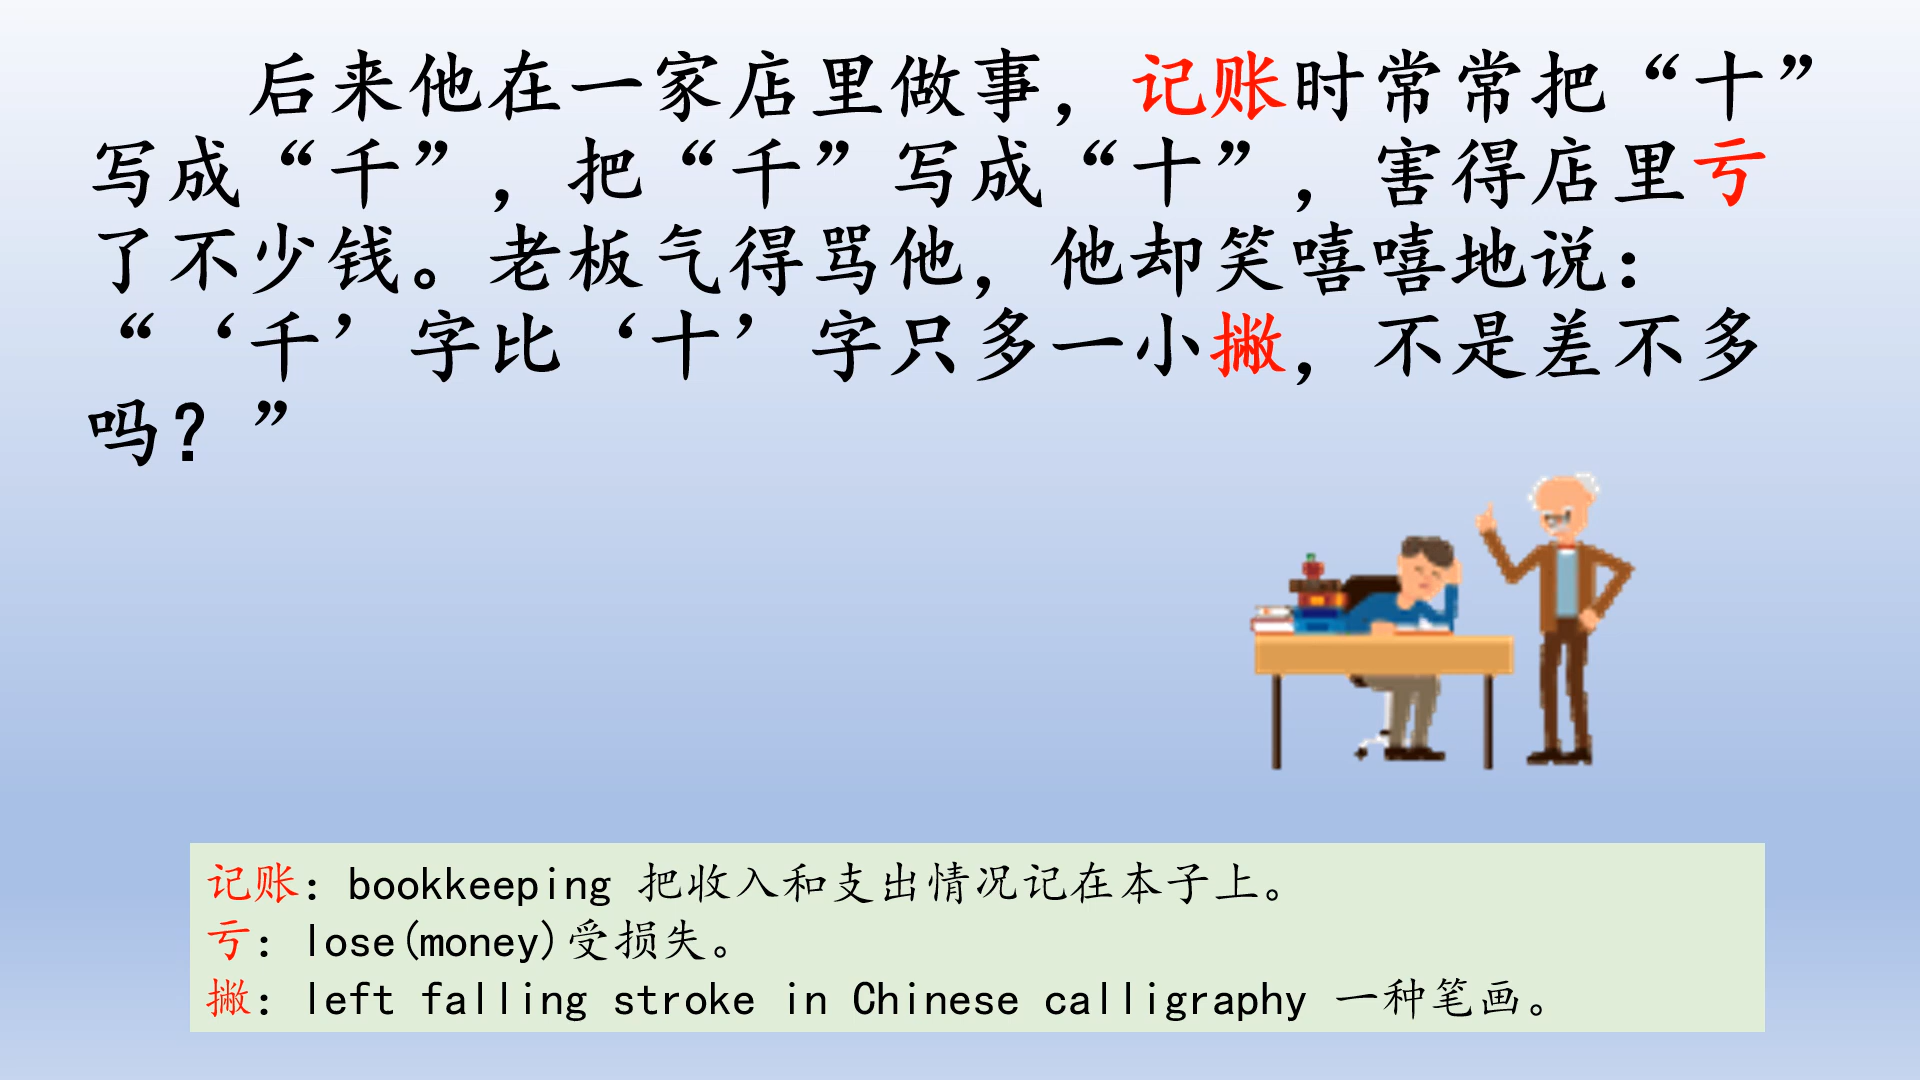 后来他在一家店里做事，记账时常常把“十”
写成“千”，把“千”写成“十”，害得店里亏
了不少钱。老板气得骂他，他却笑嘻嘻地说：
“‘千’字比‘十’字只多一小撇，不是差不多
吗？”
记账：bookkeeping 把收入和支出情况记在本子上。
亏：lose(money)受损失。
撇：left falling stroke in Chinese calligraphy 一种笔画。